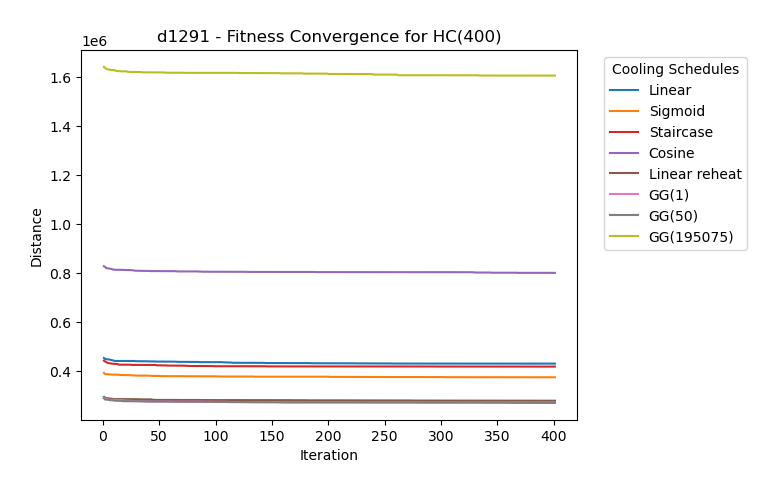 d1291 - Fitness Convergence for HC(400)
1e6
1.6
1.4
1.2
1.0
0.8
0.6
0.4
Distance
0
50
100
150
200
250
300
350
400
Iteration
Cooling Schedules
Linear
Sigmoid
Staircase
Cosine
Linear reheat
GG(1)
GG(50)
GG(195075)